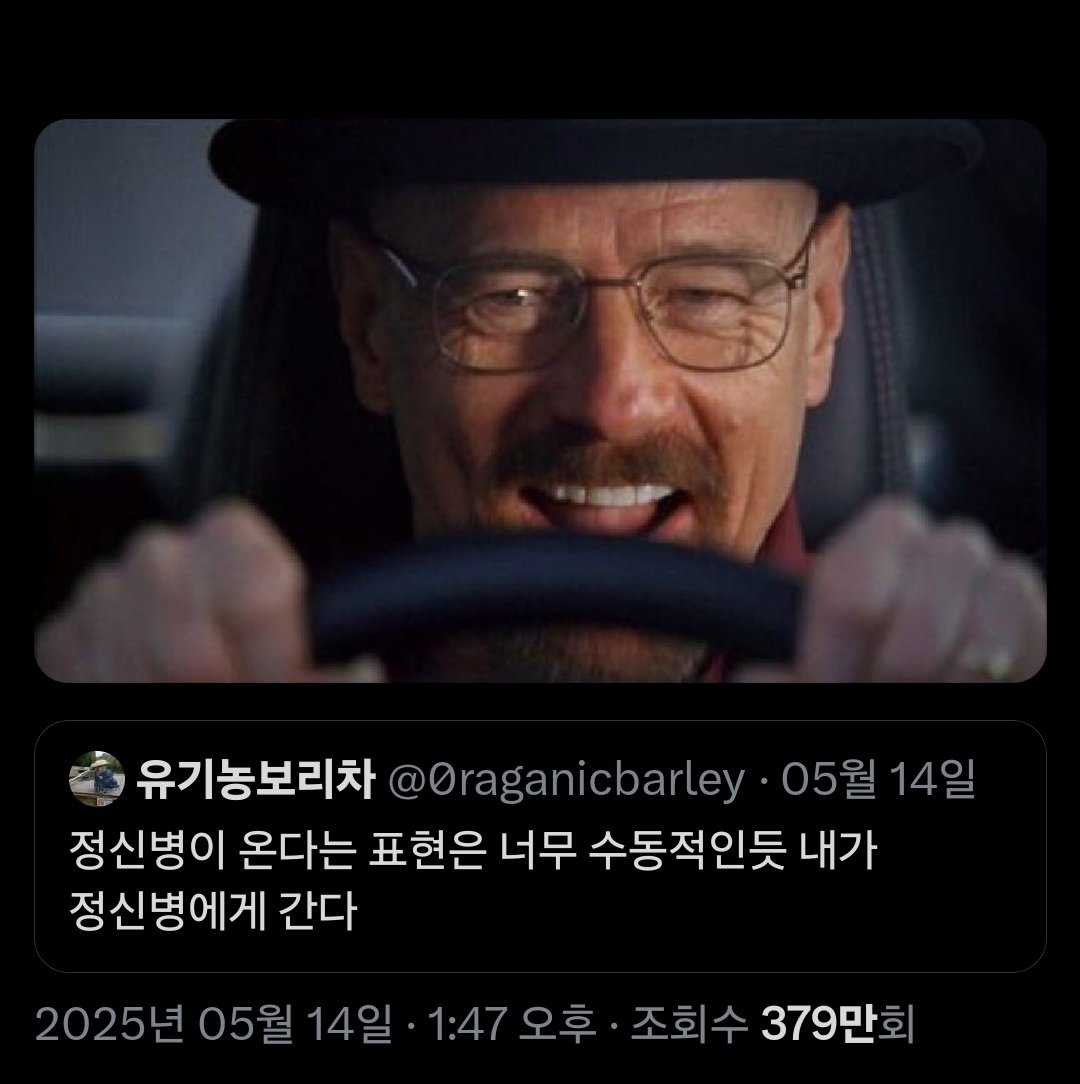 유기농보리차 @0raganicbarley · 05월 14일
정신병이 온다는 표현은 너무 수동적인듯 내가
정신병에게 간다
2025년 05월 14일 · 1:47 오후 · 조회수 379만회